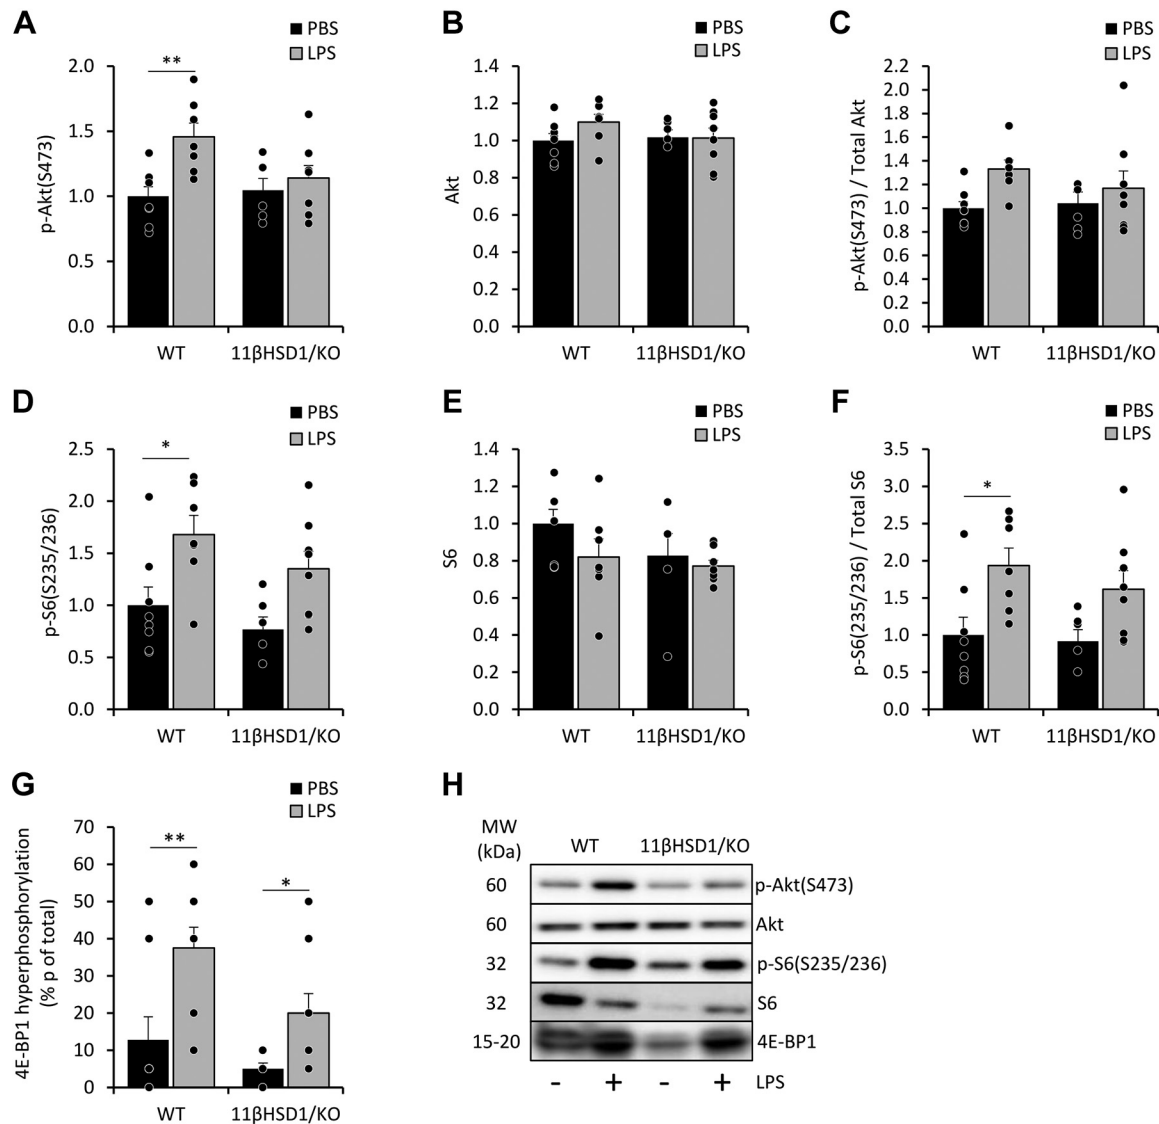 A
PBS
LPS
p-Akt(S473)
2.0
1.5
1.0
0.5
0.0
**
WT
11βHSD1/KO
B
PBS
LPS
Akt
1.4
1.2
1.0
0.8
0.6
0.4
0.2
0.0
WT
11βHSD1/KO
C
PBS
LPS
p-Akt(S473) / Total Akt
2.2
2.0
1.8
1.6
1.4
1.2
1.0
0.8
0.6
0.4
0.2
0.0
WT
11βHSD1/KO
D
PBS
LPS
p-S6(S235/236)
2.5
2.0
1.5
1.0
0.5
0.0
*
WT
11βHSD1/KO
E
PBS
LPS
S6
1.4
1.2
1.0
0.8
0.6
0.4
0.2
0.0
WT
11βHSD1/KO
F
PBS
LPS
p-S6(235/236) / Total S6
3.5
3.0
2.5
2.0
1.5
1.0
0.5
0.0
*
WT
11βHSD1/KO
G
PBS
LPS
4E-BP1 hyperphosphorylation
(% p of total)
70
60
50
40
30
20
10
0
**
*
WT
11βHSD1/KO
H
MW
(kDa)
WT 11βHSD1/KO
60 p-Akt(S473)
60 Akt
32 p-S6(S235/236)
32 S6
15-20 4E-BP1
- + - + LPS